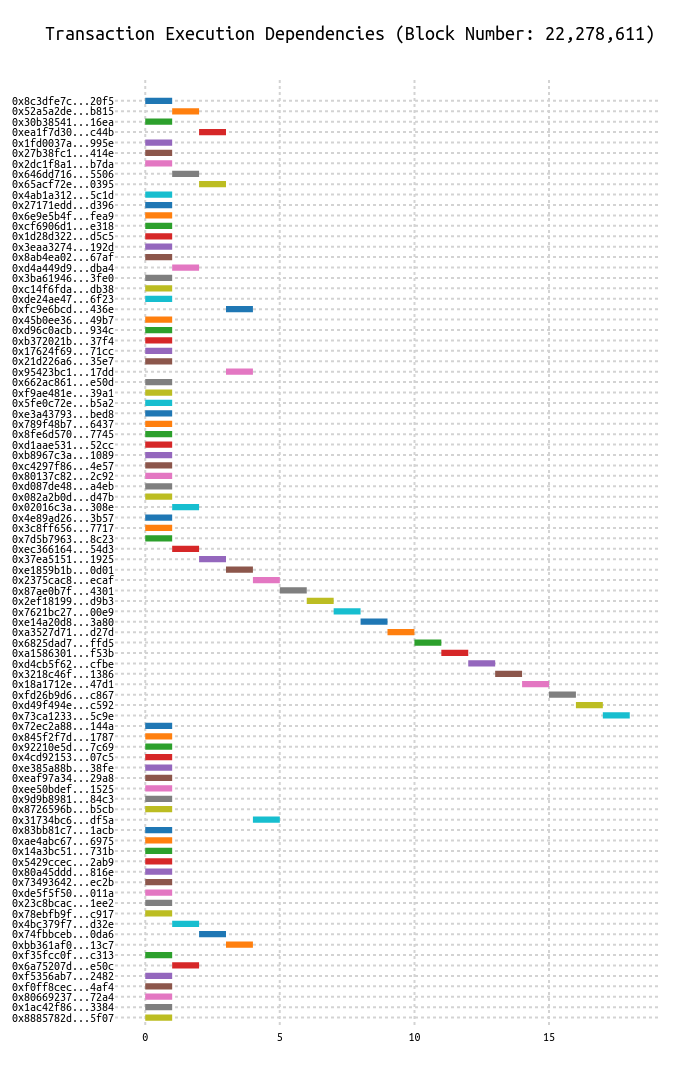 Transaction Execution Dependencies (Block Number: 22,278,611)
0x8c3dfe7c...20f5
0x52a5a2de...b815
0x30b38541...16ea
0xea1f7d30...c44b
0x1fd0037a...995e
0x27b38fc1...414e
0x2dc1f8a1...b7da
0x646dd716...5506
0x65acf72e...0395
0x4ab1a312...5c1d
0x27171edd...d396
0x6e9e5b4f...fea9
0xcf6906d1...e318
0x1d28d322...d5c5
0x3eaa3274...192d
0x8ab4ea02...67af
0xd4a449d9...dba4
0x3ba61946...3fe0
0xc14f6fda...db38
0xde24ae47...6f23
0xfc9e6bcd...436e
0x45b0ee36...49b7
0xd96c0acb...934c
0xb372021b...37f4
0x17624f69...71cc
0x21d226a6...35e7
0x95423bc1...17dd
0x662ac861...e50d
0xf9ae481e...39a1
0x5fe0c72e...b5a2
0xe3a43793...bed8
0x789f48b7...6437
0x8fe6d570...7745
0xd1aae531...52cc
0xb8967c3a...1089
0xc4297f86...4e57
0x80137c82...2c92
0xd087de48...a4eb
0x082a2b0d...d47b
0x02016c3a...308e
0x4e89ad26...3b57
0x3c8ff656...7717
0x7d5b7963...8c23
0xec366164...54d3
0x37ea5151...1925
0xe1859b1b...0d01
0x2375cac8...ecaf
0x87ae0b7f...4301
0x2ef18199...d9b3
0x7621bc27...00e9
0xe14a20d8...3a80
0xa3527d71...d27d
0x6825dad7...ffd5
0xa1586301...f53b
0xd4cb5f62...cfbe
0x3218c46f...1386
0x18a1712e...47d1
0xfd26b9d6...c867
0xd49f494e...c592
0x73ca1233...5c9e
0x72ec2a88...144a
0x845f2f7d...1787
0x92210e5d...7c69
0x4cd92153...07c5
0xe385a88b...38fe
0xeaf97a34...29a8
0xee50bdef...1525
0x9d9b8981...84c3
0x8726596b...b5cb
0x31734bc6...df5a
0x83bb81c7...1acb
0xae4abc67...6975
0x14a3bc51...731b
0x5429ccec...2ab9
0x80a45ddd...816e
0x73493642...ec2b
0xde5f5f50...011a
0x23c8bcac...1ee2
0x78ebfb9f...c917
0x4bc379f7...d32e
0x74fbbceb...0da6
0xbb361af0...13c7
0xf35fcc0f...c313
0x6a75207d...e50c
0xf5356ab7...2482
0xf0ff8cec...4af4
0x80669237...72a4
0x1ac42f86...3384
0x8885782d...5f07
0 5 10 15